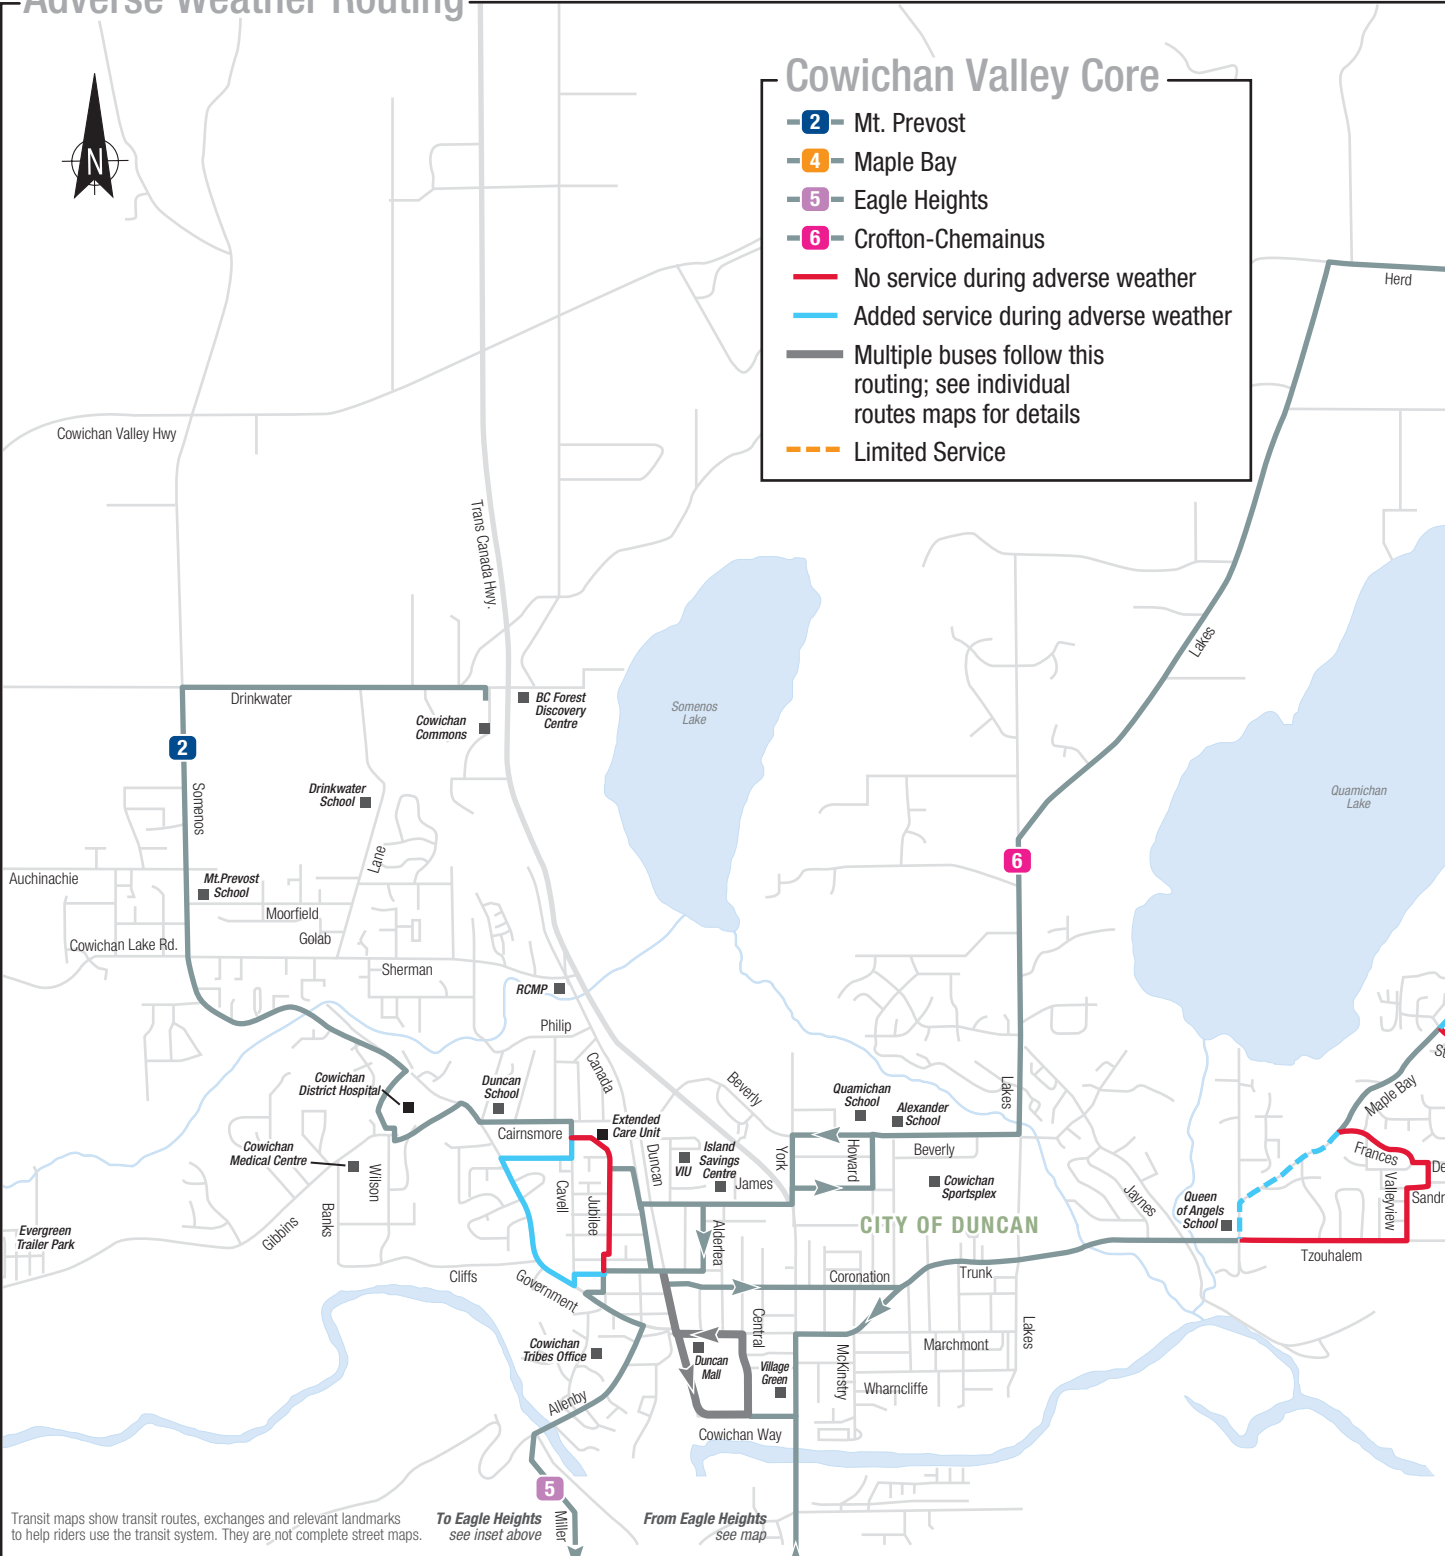 Adverse Weather Routing
N
Cowichan Valley Core
2 Mt. Prevost
4 Maple Bay
5 Eagle Heights
6 Crofton-Chemainus
No service during adverse weather
Added service during adverse weather
Multiple buses follow this
routing; see individual
routes maps for details
Limited Service
Herd
Cowichan Valley Hwy
Trans Canada Hwy.
Lakes
Drinkwater
BC Forest
Discovery
Centre
Cowichan
Commons
Somenos
Lake
2
Somenos
Drinkwater
School
Quamichan
Lake
Lane
6
Auchinachie
Mt.Prevost
School
Moorfield
Golab
Cowichan Lake Rd.
Sherman
RCMP
Philip
Canada
Beverly
Lakes
Maple Bay
Cowichan
District Hospital
Duncan
School
Quamichan
School
Alexander
School
Extended
Care Unit
Cairnsmore
Duncan
VIU
Island
Savings
Centre
James
York
Howard
Beverly
Frances
Cowichan
Medical Centre
Wilson
Cavell
Jubilee
Cowichan
Sportsplex
Jaynes
Queen
of Angels
School
Valleyview
Banks
Gibbins
Evergreen
Trailer Park
Alderlea
CITY OF DUNCAN
Tzouhalem
Cliffs
Government
Coronation
Trunk
Central
Lakes
Cowichan
Tribes Office
Duncan
Mall
Village
Green
McKinstry
Marchmont
Wharncliffe
Allenby
Cowichan Way
5
Miller
Transit maps show transit routes, exchanges and relevant landmarks
to help riders use the transit system. They are not complete street maps.
To Eagle Heights
see inset above
From Eagle Heights
see map